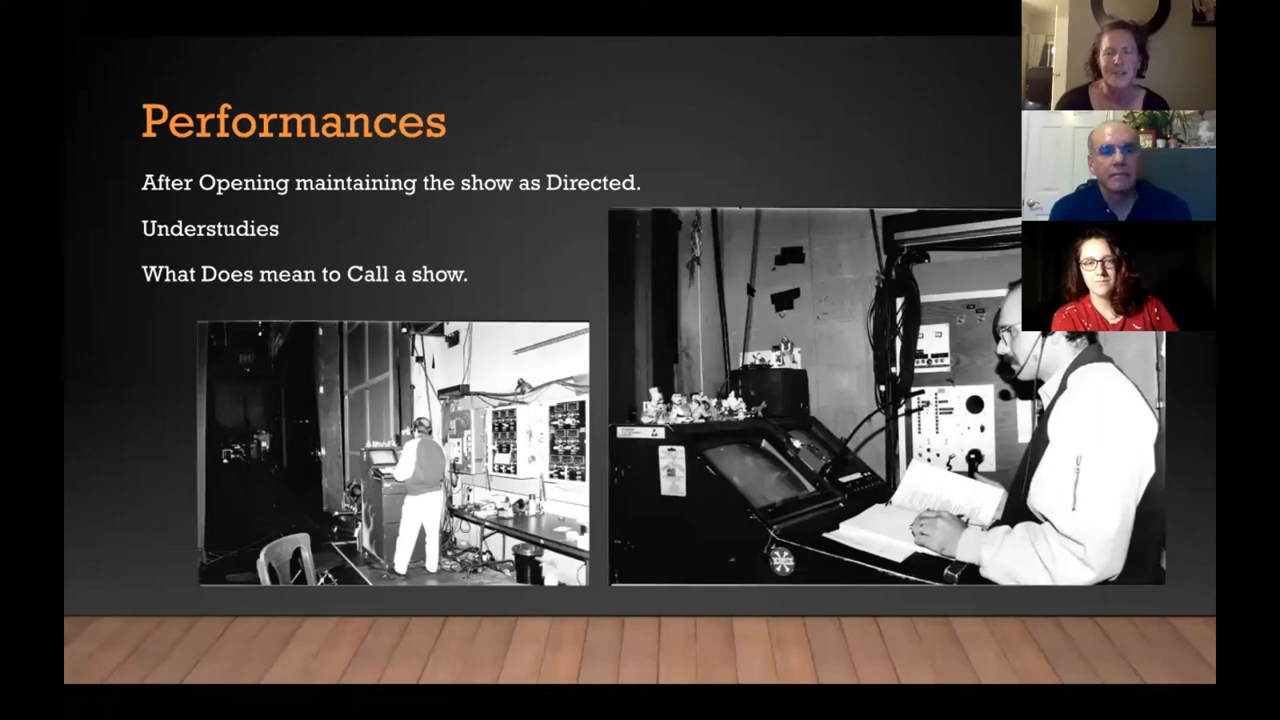 Performances
After Opening maintaining the show as Directed.
Understudies
What Does mean to Call a show.